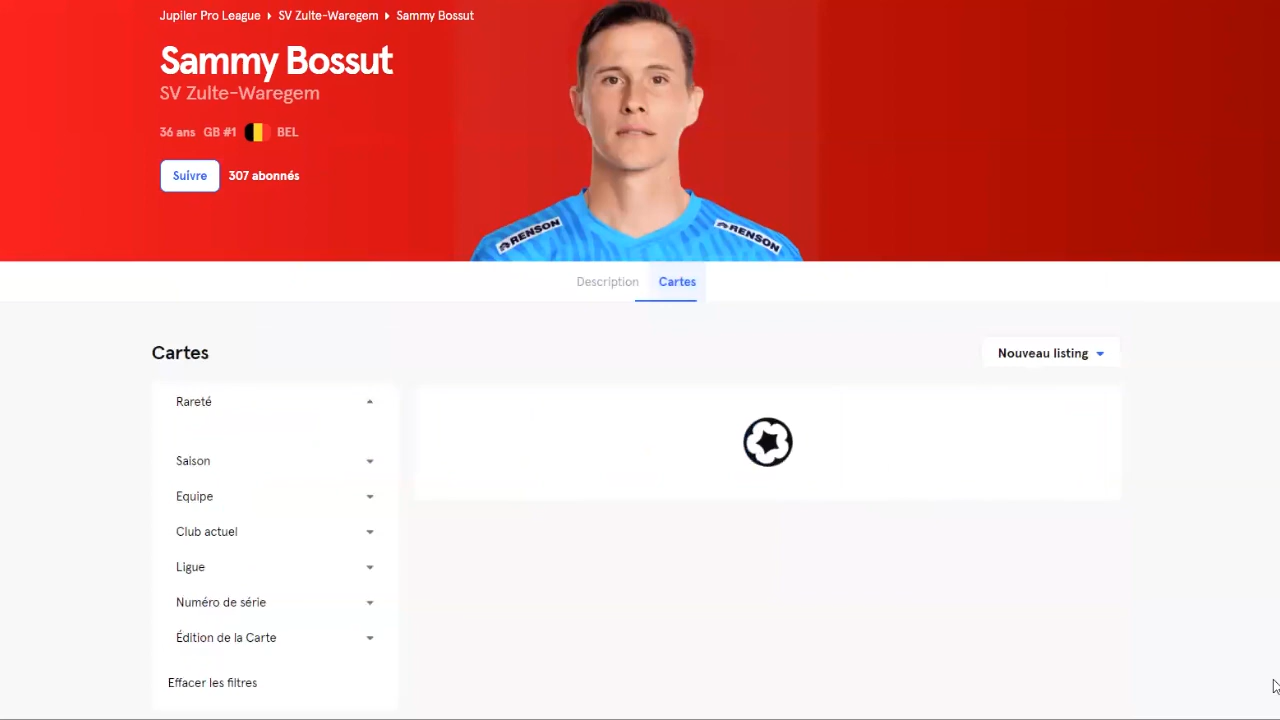 Jupiler Pro League SV Zulte-Waregem Sammy Bossut
Sammy Bossut
SV Zulte-Waregem
36 ans GB #1 BEL
Suivre 307 abonnés
RENSON RENSON
Description Cartes
Cartes
Nouveau listing
Rareté
Saison
Equipe
Club actuel
Ligue
Numéro de série
Édition de la Carte
Effacer les filtres